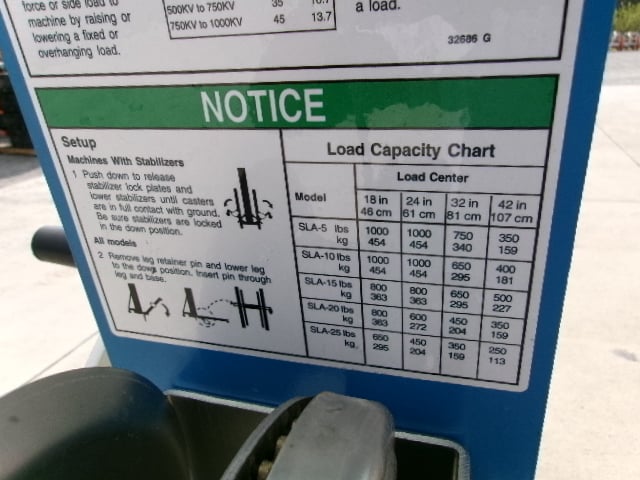 force or side load to
machine by raising or
lowering a fixed or
overhanging load.
500KV to 750KV 35
750KV to 1000KV 45 13.7
a load.
32686 G
NOTICE
Setup
Machines With Stabilizers
1 Push down to release
stabilizer lock plates and
lower stabilizers until casters
are in full contact with ground.
Be sure stabilizers are locked
in the down position.
All models
2 Remove leg retainer pin and lower leg
to the down position. Insert pin through
leg and base.
Load Capacity Chart
Load Center
Model 18 in 24 in 32 in 42 in
46 cm 61 cm 81 cm 107 cm
SLA-5 lbs 1000 1000 750 350
kg 454 454 340 159
SLA-10 lbs 1000 1000 650 400
kg 454 454 295 181
SLA-15 lbs 800 800 650 500
kg 363 363 295 227
SLA-20 lbs 800 600 450 350
kg 363 272 204 159
SLA-25 lbs 650 450 350 250
kg. 295 204 159 113